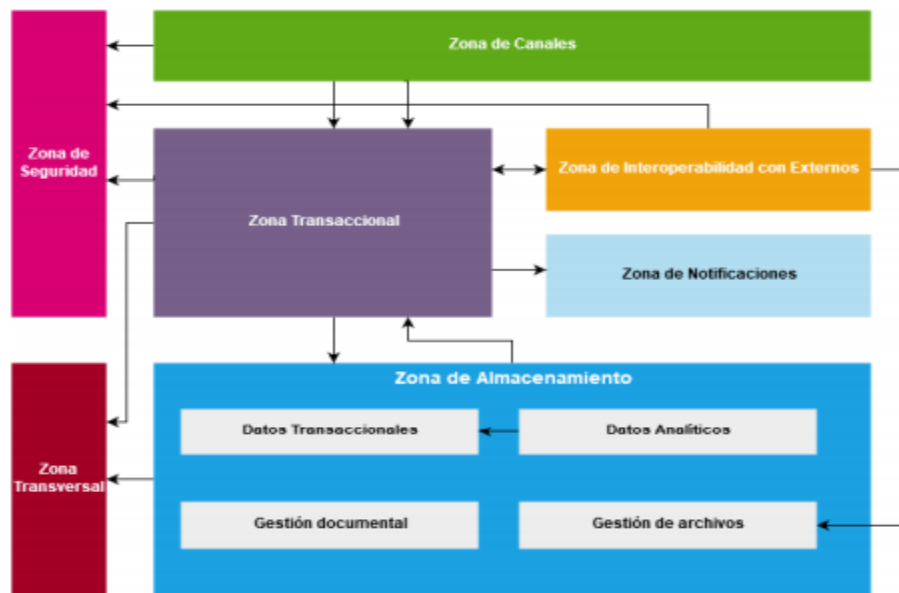 Zona de Canales
Zona de
Seguridad
Zona de Interoperabilidad con Externos
Zona Transaccional
Zona de Notificaciones
Zona de Almacenamiento
Datos Transaccionales
Datos Analíticos
Zona
Transversal
Gestión documental
Gestión de archivos